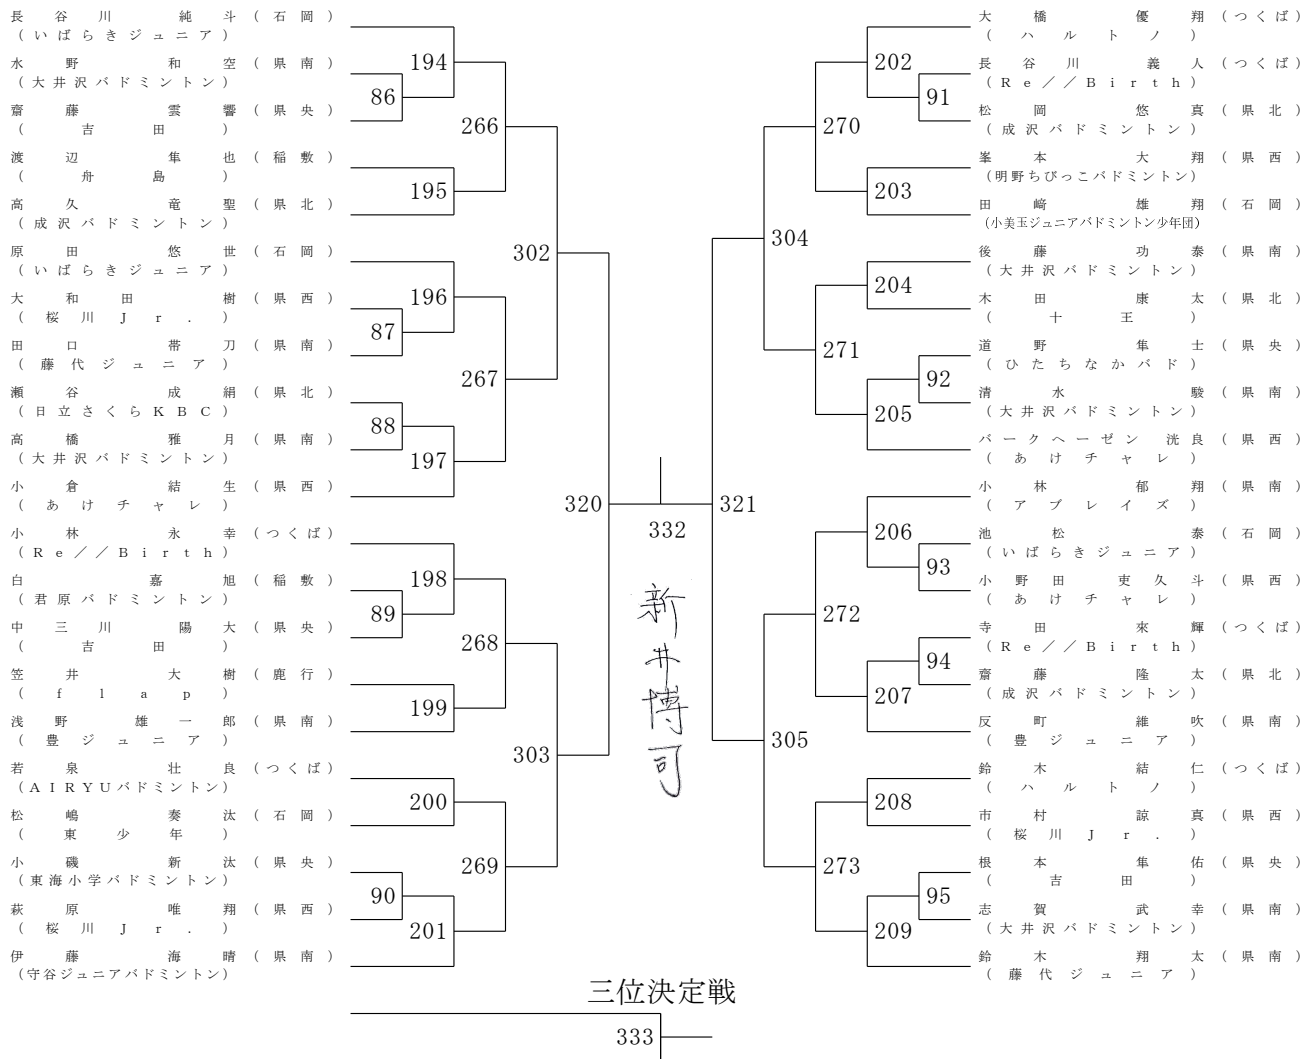 長谷川 純斗 (石岡)
(いばらきジュニア)
水野 和空 (県南)
(大井沢バドミントン)
齋藤 雲響 (県央)
(吉田)
渡辺 隼也 (稲敷)
(舟島)
高久 竜聖 (県北)
(成沢バドミントン)
原田 悠世 (石岡)
(いばらきジュニア)
大和田 樹 (県西)
(桜川Jr.)
田口 帯刀 (県南)
(藤代ジュニア)
瀬谷 成絹 (県北)
(日立さくらKBC)
高橋 雅月 (県南)
(大井沢バドミントン)
小倉 結生 (県西)
(あけチャレ)
小林 永幸 (つくば)
(Re//Birth)
白 嘉旭 (稲敷)
(君原バドミントン)
中三川 陽大 (県央)
(吉田)
笠井 大樹 (鹿行)
(flap)
浅野 雄一郎 (県南)
(豊ジュニア)
若泉 壮良 (つくば)
(AIRYUバドミントン)
松嶋 奏汰 (石岡)
(東少年)
小磯 新汰 (県央)
(東海小学バドミントン)
萩原 唯翔 (県西)
(桜川Jr.)
伊藤 海晴 (県南)
(守谷ジュニアバドミントン)
86
87
88
89
90
194
195
196
197
198
199
200
201
266
267
268
269
302
303
320
332
新井博司
321
304
305
270
271
272
273
202
203
204
205
206
207
208
209
91
92
93
94
95
大橋 優翔 (つくば)
(ハルトノ)
長谷川 義人 (つくば)
(Re//Birth)
松岡 悠真 (県北)
(成沢バドミントン)
峯本 大翔 (県西)
(明野ちびっこバドミントン)
田﨑 雄翔 (石岡)
(小美玉ジュニアバドミントン少年団)
後藤 功泰 (県南)
(大井沢バドミントン)
木田 康太 (県北)
(十王)
道野 隼士 (県央)
(ひたちなかバド)
清水 駿 (県南)
(大井沢バドミントン)
バークヘーゼン 洸良 (県西)
(あけチャレ)
小林 郁翔 (県南)
(アブレイズ)
池松 泰 (石岡)
(いばらきジュニア)
小野田 吏久斗 (県西)
(あけチャレ)
寺田 來輝 (つくば)
(Re//Birth)
齋藤 隆太 (県北)
(成沢バドミントン)
反町 維吹 (県南)
(豊ジュニア)
鈴木 結仁 (つくば)
(ハルトノ)
市村 諒真 (県西)
(桜川Jr.)
根本 隼佑 (県央)
(吉田)
志賀 武幸 (県南)
(大井沢バドミントン)
鈴木 翔太 (県南)
(藤代ジュニア)
三位決定戦
333